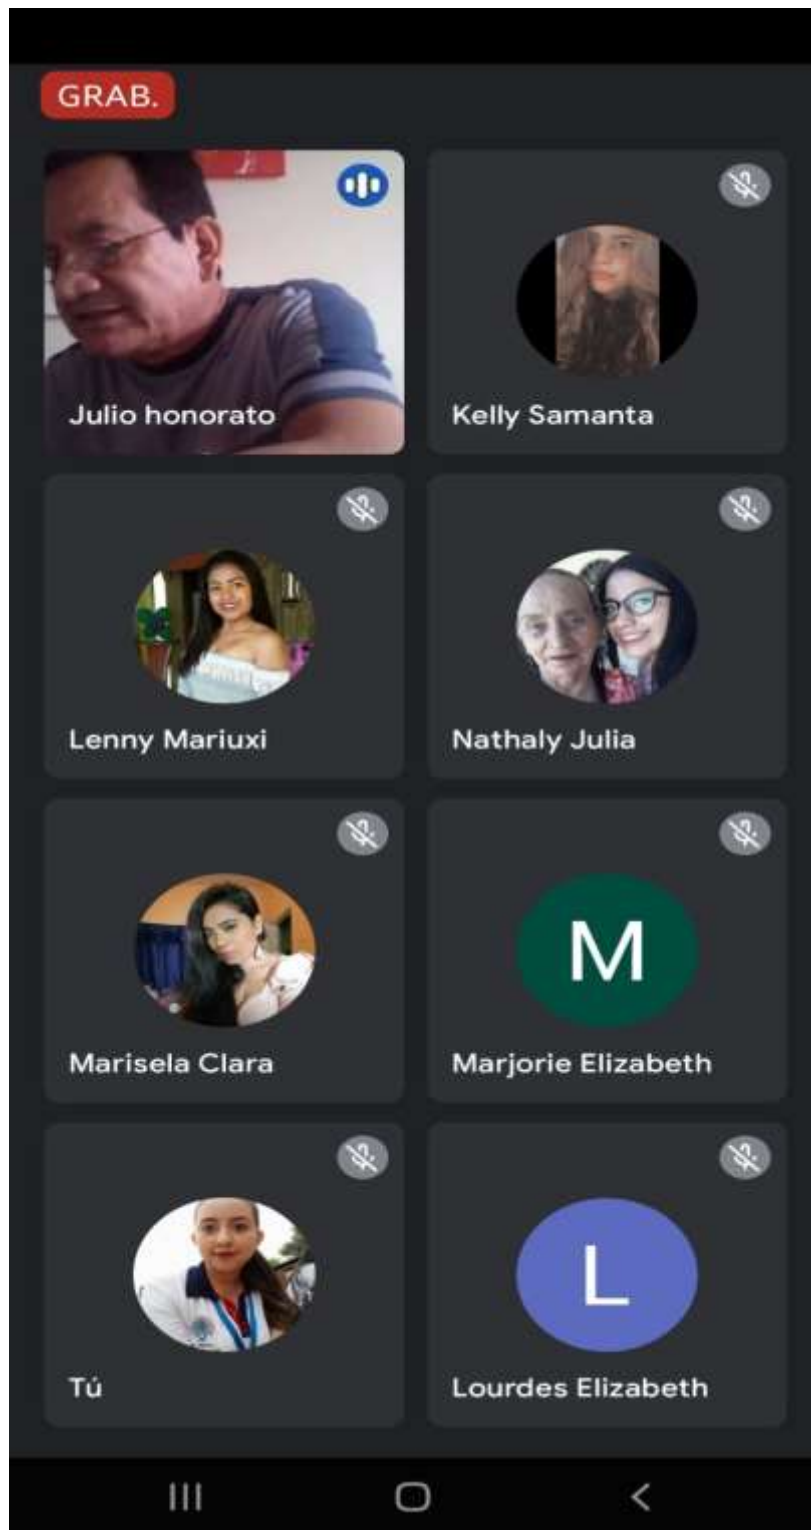 GRAB.
Julio honorato
Kelly Samanta
Lenny Mariuxi
Nathaly Julia
Marisela Clara
M
Marjorie Elizabeth
Tú
L
Lourdes Elizabeth